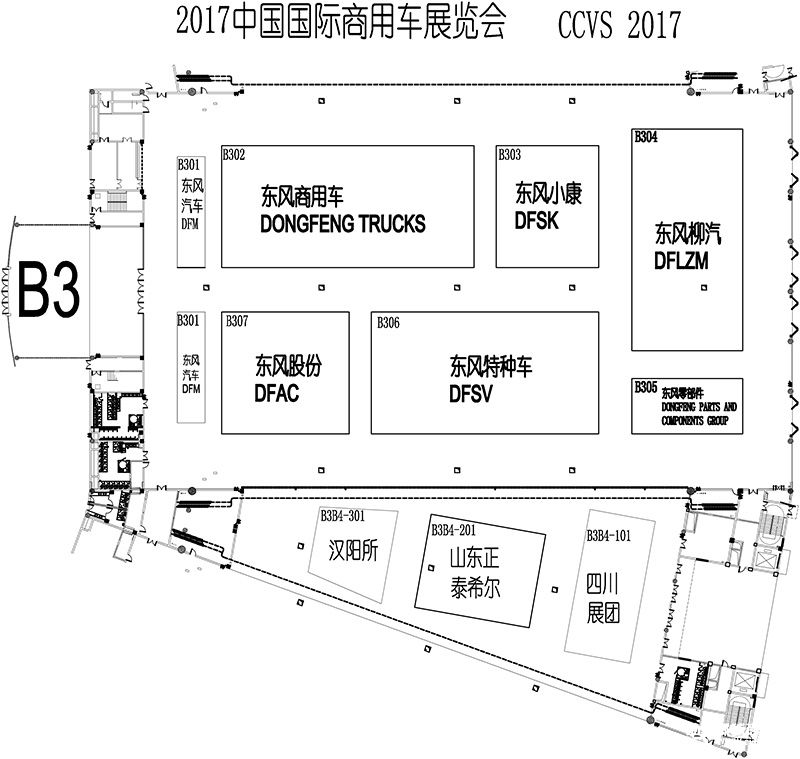 2017中国国际商用车展览会 CCVS 2017
B304
B301
B302
B303
东风
汽车
DFM
东风商用车
DONGFENG TRUCKS
东风小康
DFSK
东风柳汽
DFLZM
B3
B301
B307
B306
东风
汽车
DFM
东风股份
DFAC
东风特种车
DFSV
B305
东风零部件
DONGFENG PARTS AND
COMPONENTS GROUP
B3B4-301
汉阳所
B3B4-201
山东正
泰希尔
B3B4-101
四川
展团